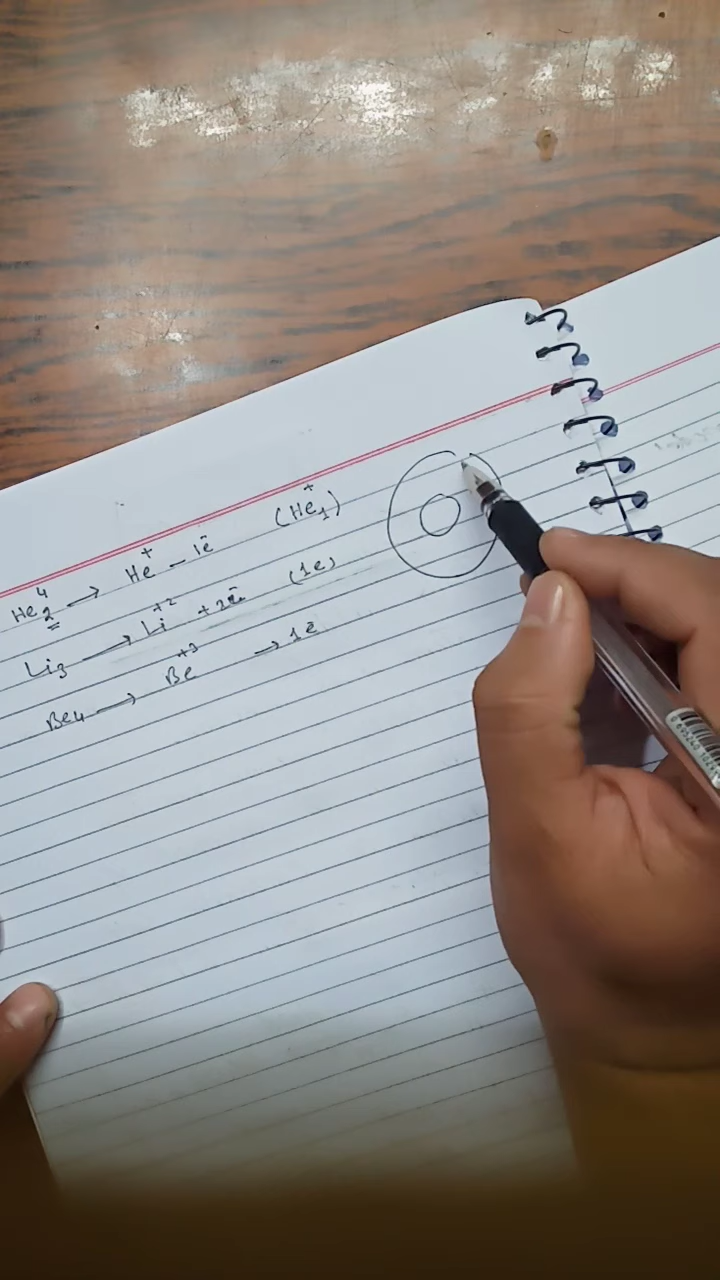 He₂⁴ → He⁺ - 1e⁻ (He₁⁺)
Li₃ → Li⁺² + 2e⁻ (1e⁻)
Be₄ → Be⁺³ → 1e⁻